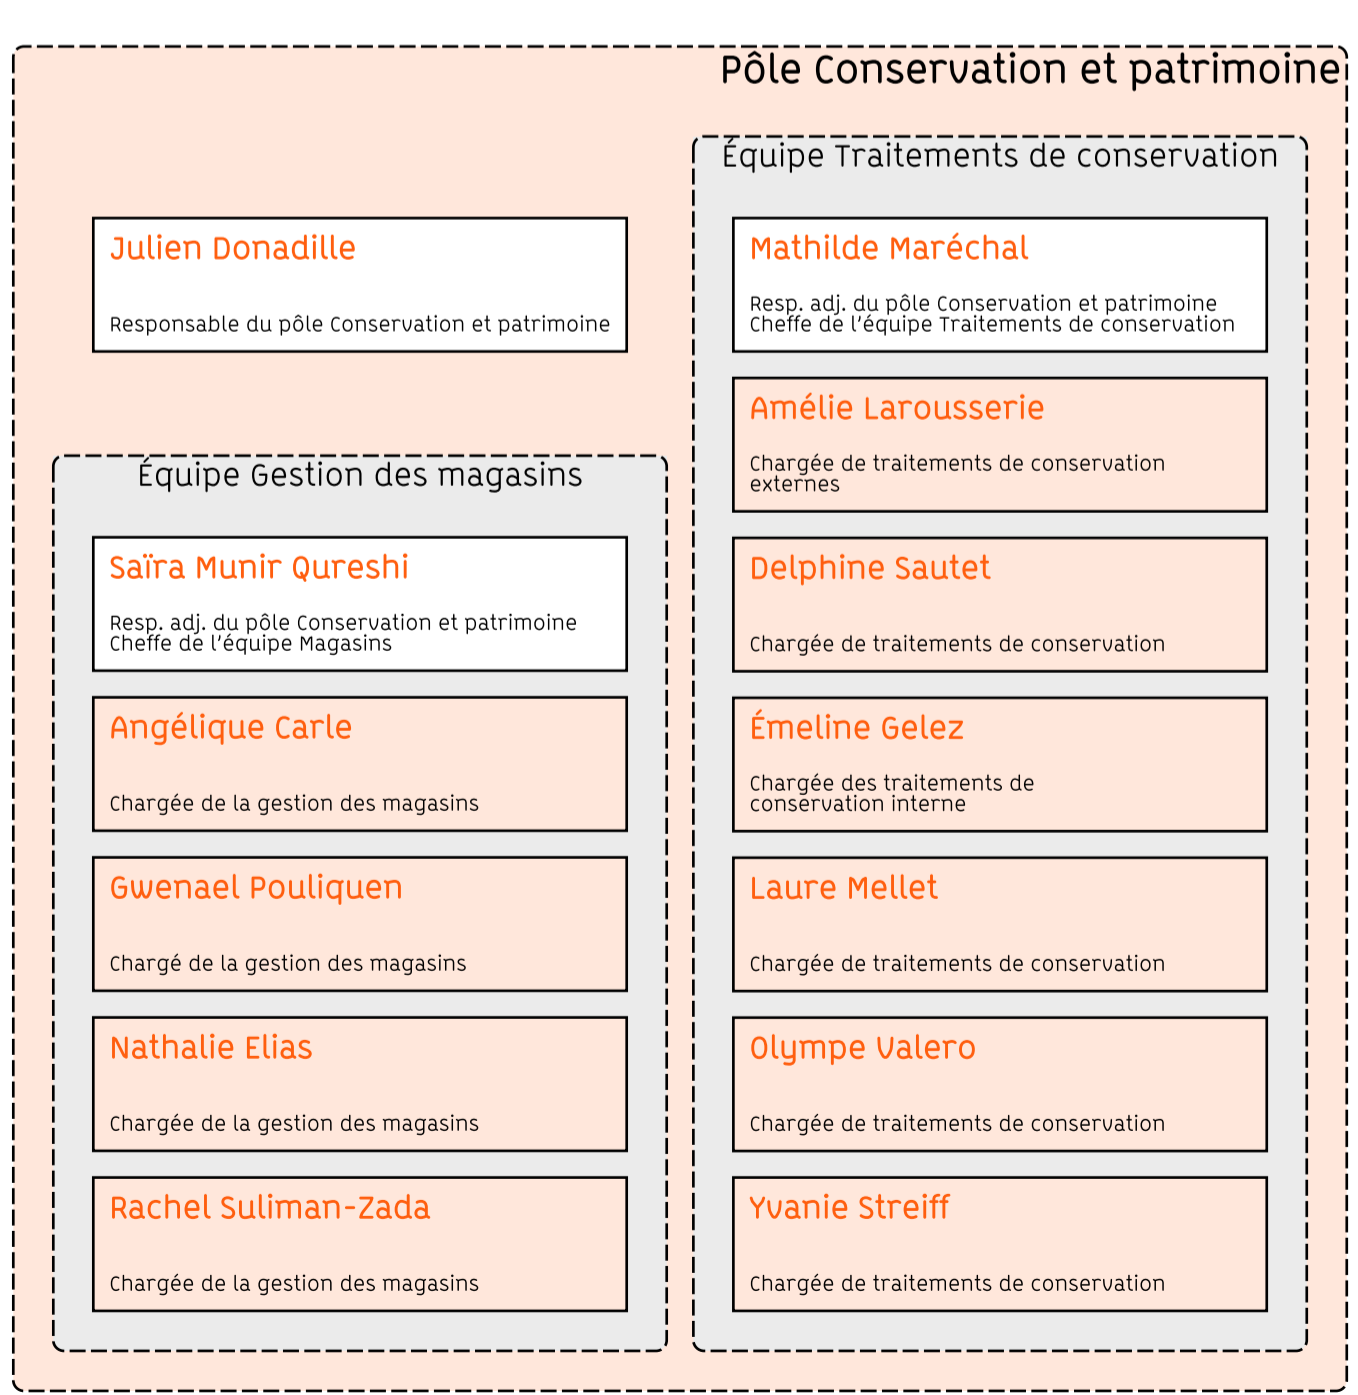 Pôle Conservation et patrimoine
Julien Donadille
Responsable du pôle Conservation et patrimoine
Équipe Gestion des magasins
Saïra Munir Qureshi
Resp. adj. du pôle Conservation et patrimoine
Cheffe de l’équipe Magasins
Angélique Carle
Chargée de la gestion des magasins
Gwenael Pouliquen
Chargé de la gestion des magasins
Nathalie Elias
Chargée de la gestion des magasins
Rachel Suliman-Zada
Chargée de la gestion des magasins
Équipe Traitements de conservation
Mathilde Maréchal
Resp. adj. du pôle Conservation et patrimoine
Cheffe de l’équipe Traitements de conservation
Amélie Larousserie
Chargée de traitements de conservation
externes
Delphine Sautet
Chargée de traitements de conservation
Émeline Gelez
Chargée des traitements de
conservation interne
Laure Mellet
Chargée de traitements de conservation
Olympe Valero
Chargée de traitements de conservation
Yvanie Streiff
Chargée de traitements de conservation